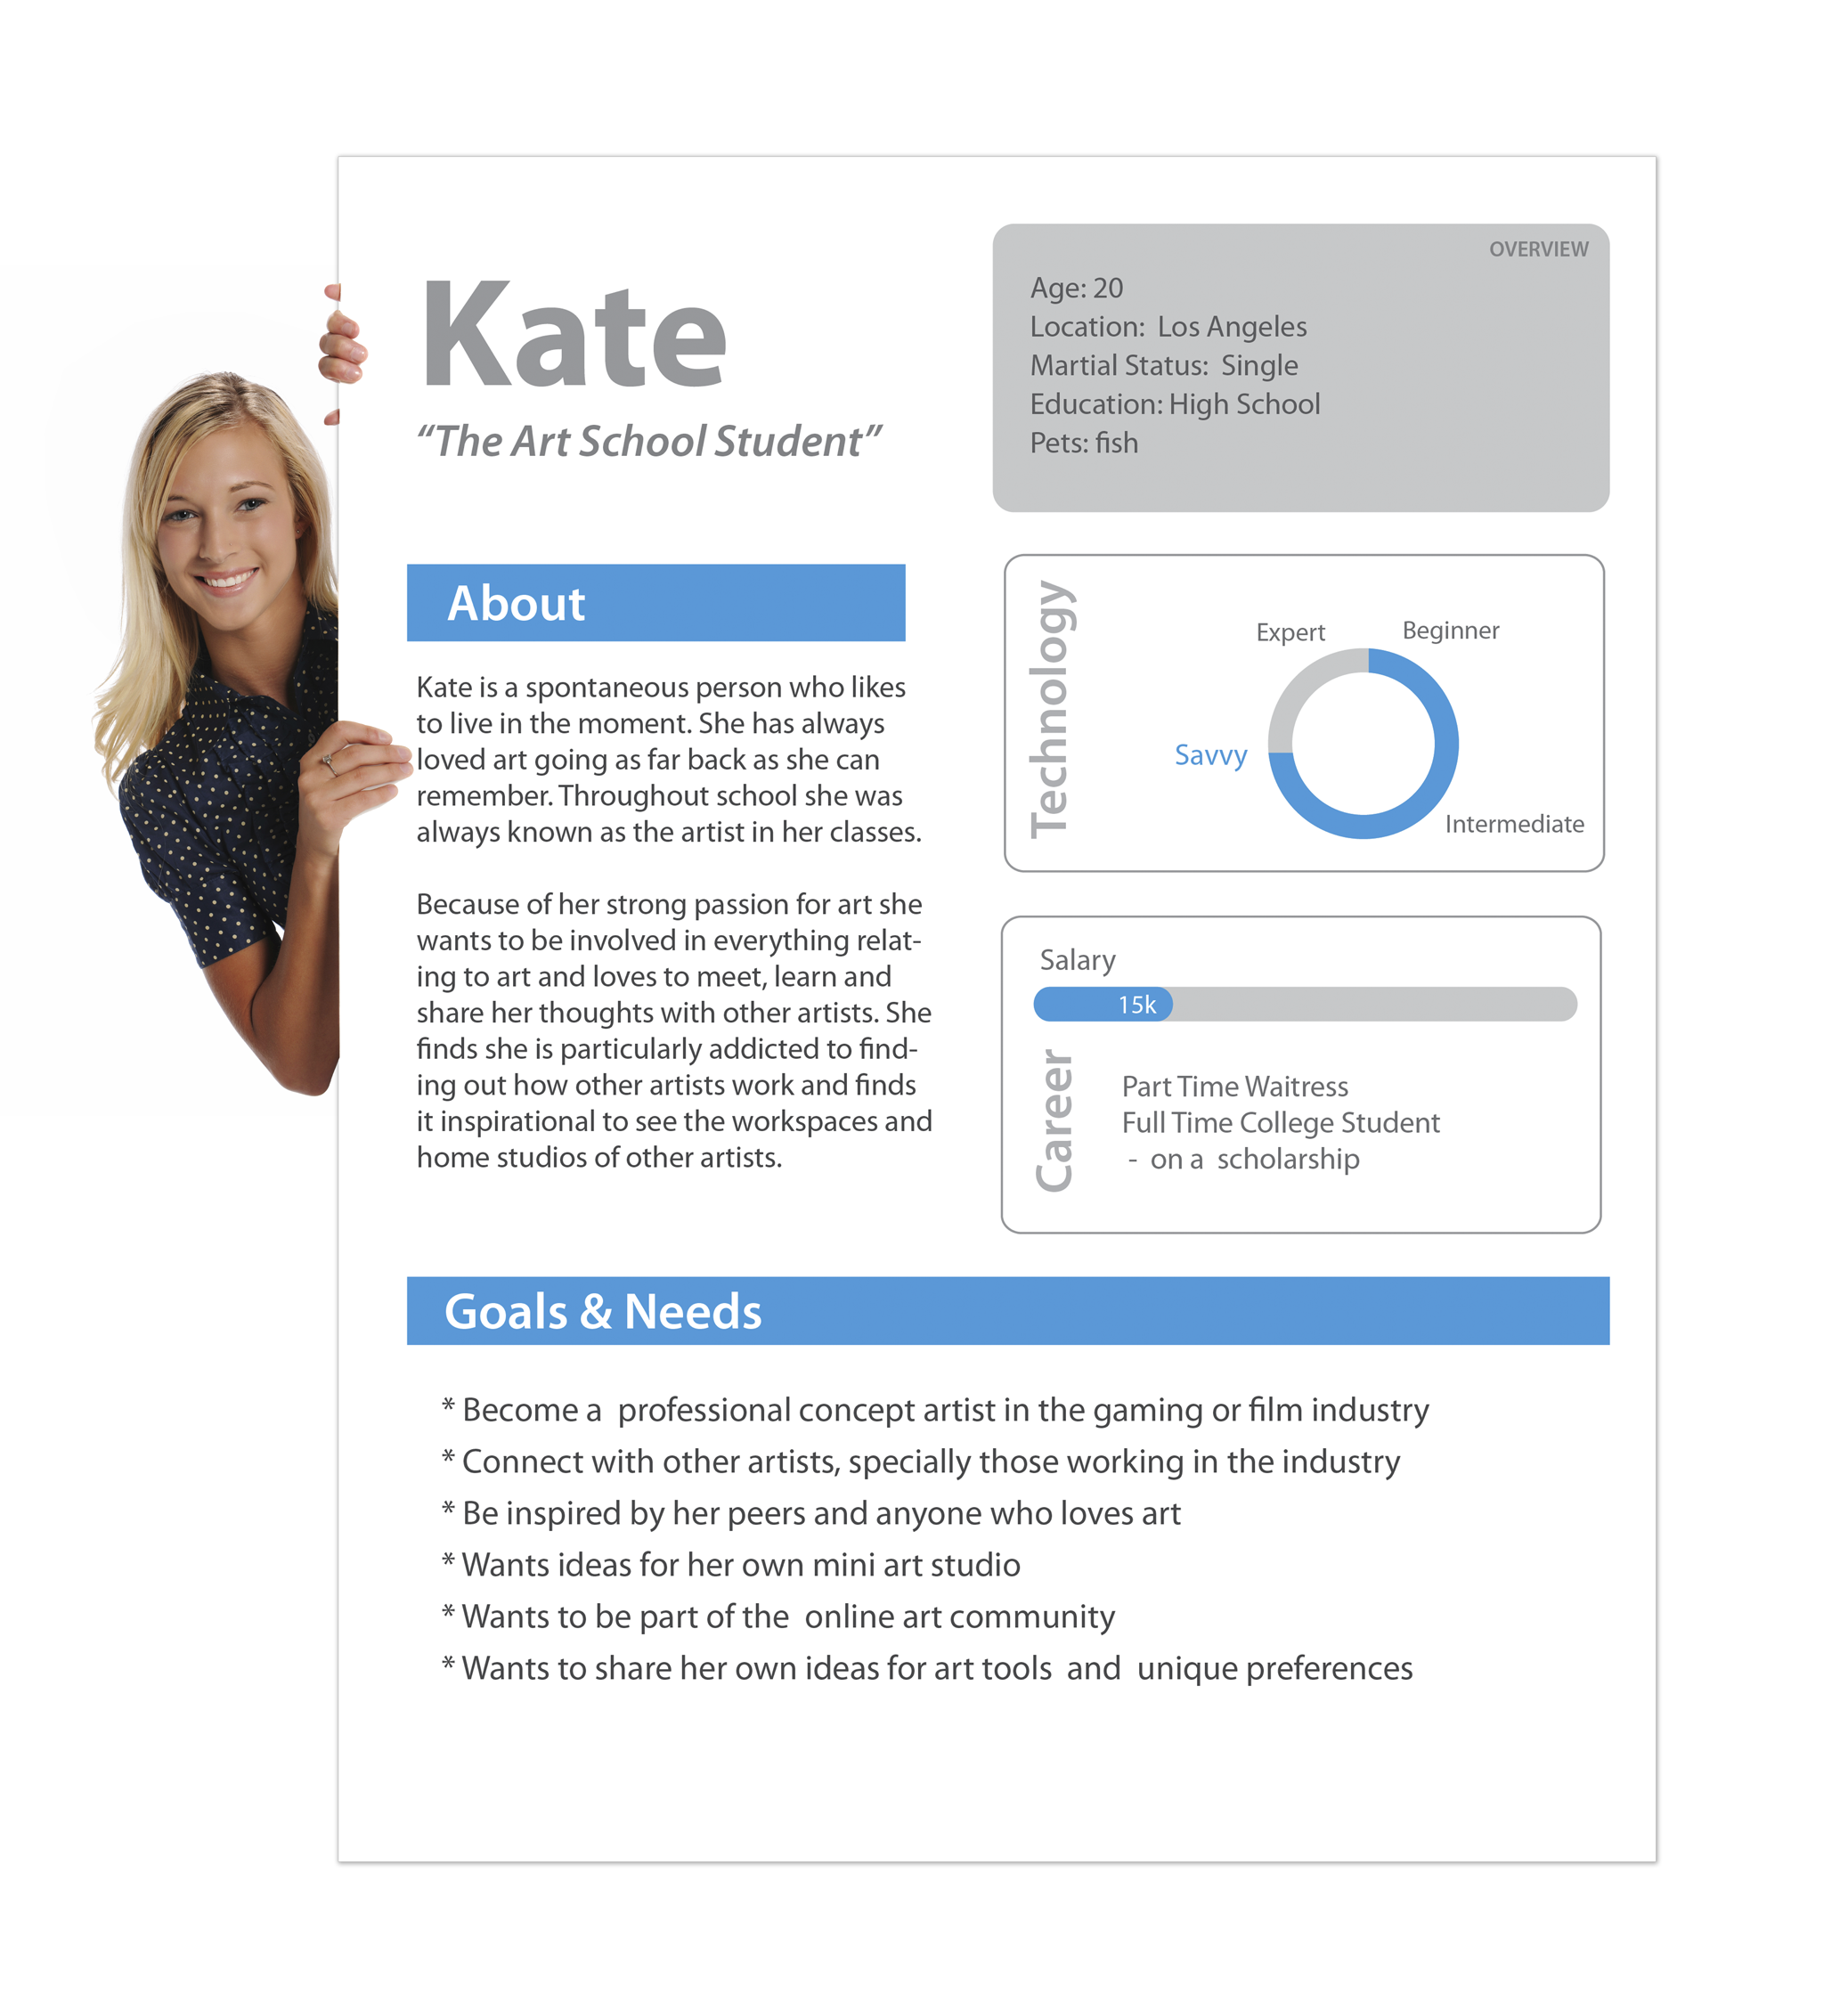 Kate
“The Art School Student”
OVERVIEW
Age: 20
Location:  Los Angeles
Martial Status:  Single
Education: High School
Pets: fish
About
Kate is a spontaneous person who likes
to live in the moment. She has always
loved art going as far back as she can
remember. Throughout school she was
always known as the artist in her classes.
Because of her strong passion for art she
wants to be involved in everything relat-
ing to art and loves to meet, learn and
share her thoughts with other artists. She
finds she is particularly addicted to find-
ing out how other artists work and finds
it inspirational to see the workspaces and
home studios of other artists.
Technology
Expert
Beginner
Savvy
Intermediate
Salary
15k
Career
Part Time Waitress
Full Time College Student
-  on a  scholarship
Goals & Needs
* Become a  professional concept artist in the gaming or film industry
* Connect with other artists, specially those working in the industry
* Be inspired by her peers and anyone who loves art
* Wants ideas for her own mini art studio
* Wants to be part of the  online art community
* Wants to share her own ideas for art tools  and  unique preferences